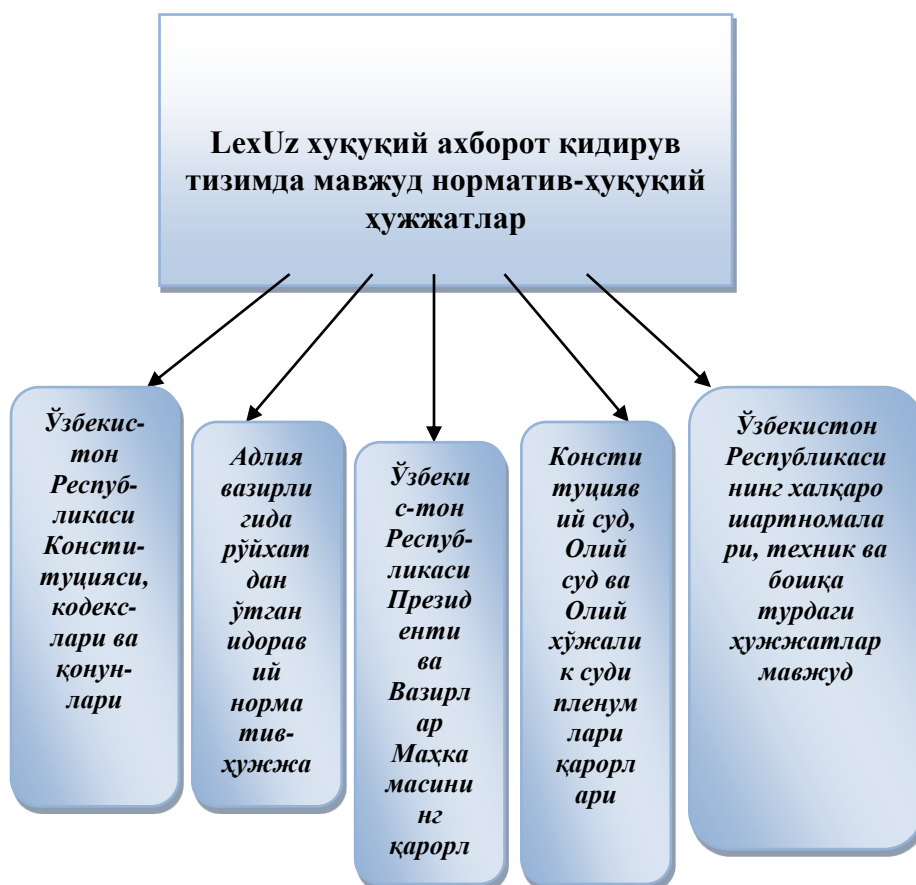 LexUz хуқуқий ахборот қидирув
тизимда мавжуд норматив-ҳуқуқий
ҳужжатлар
Ўзбекис-
тон
Респуб-
ликаси
Консти-
туцияси,
кодекс-
лари ва
қонун-
лари
Адлия
вазирли
гида
рўйхат
дан
ўтган
идорав
ий
норма
тив-
ҳужжа
Ўзбеки
с-тон
Респуб-
ликаси
Президе
енти
ва
Вазирл
ар
Маҳка
масини
нг
қарорл
Консти
туцияв
ий суд,
Олий
суд ва
Олий
хўжали
к суди
пленум
лари
қарорл
ари
Ўзбекистон
Республикаси
нинг халқаро
шартномала
ри, техник ва
бошқа
турдаги
ҳужжатлар
мавжуд